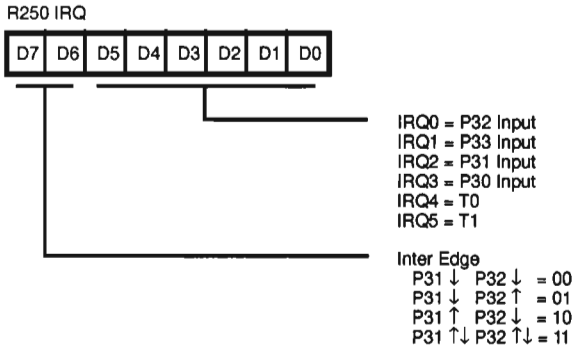 R250 IRQ
D7 D6 D5 D4 D3 D2 D1 D0
IRQ0 = P32 Input
IRQ1 = P33 Input
IRQ2 = P31 Input
IRQ3 = P30 Input
IRQ4 = T0
IRQ5 = T1
Inter Edge
P31 ↓ P32 ↓ = 00
P31 ↓ P32 ↑ = 01
P31 ↑ P32 ↓ = 10
P31 ↑↓ P32 ↑↓ = 11